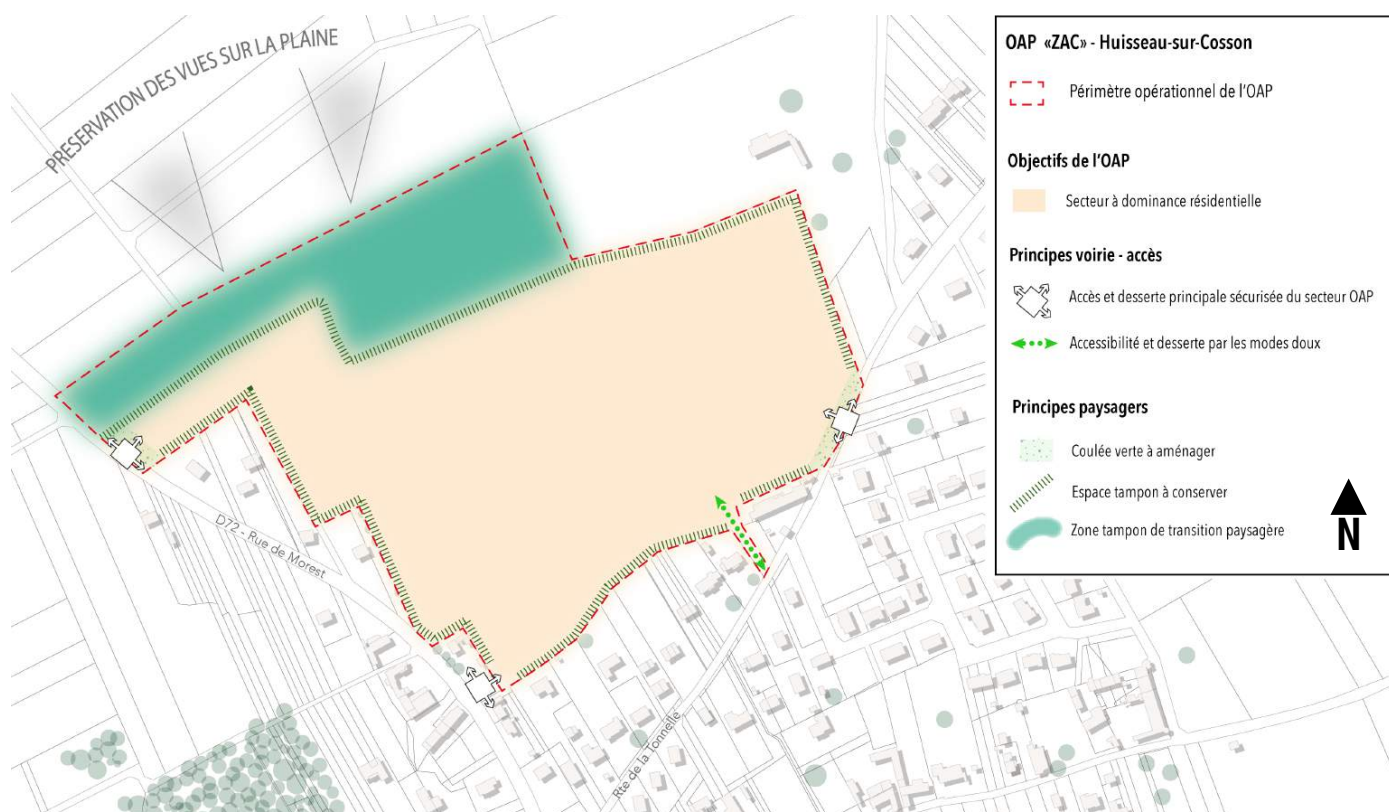 PRESERVATION DES VUES SUR LA PLAINE
D72 - Rue de Morest
Rte de la Tonnelle
OAP «ZAC» - Huisseau-sur-Cosson
Périmètre opérationnel de l'OAP
Objectifs de l'OAP
Secteur à dominance résidentielle
Principes voirie - accès
Accès et desserte principale sécurisée du secteur OAP
Accessibilité et desserte par les modes doux
Principes paysagers
Coulée verte à aménager
Espace tampon à conserver
Zone tampon de transition paysagère
N